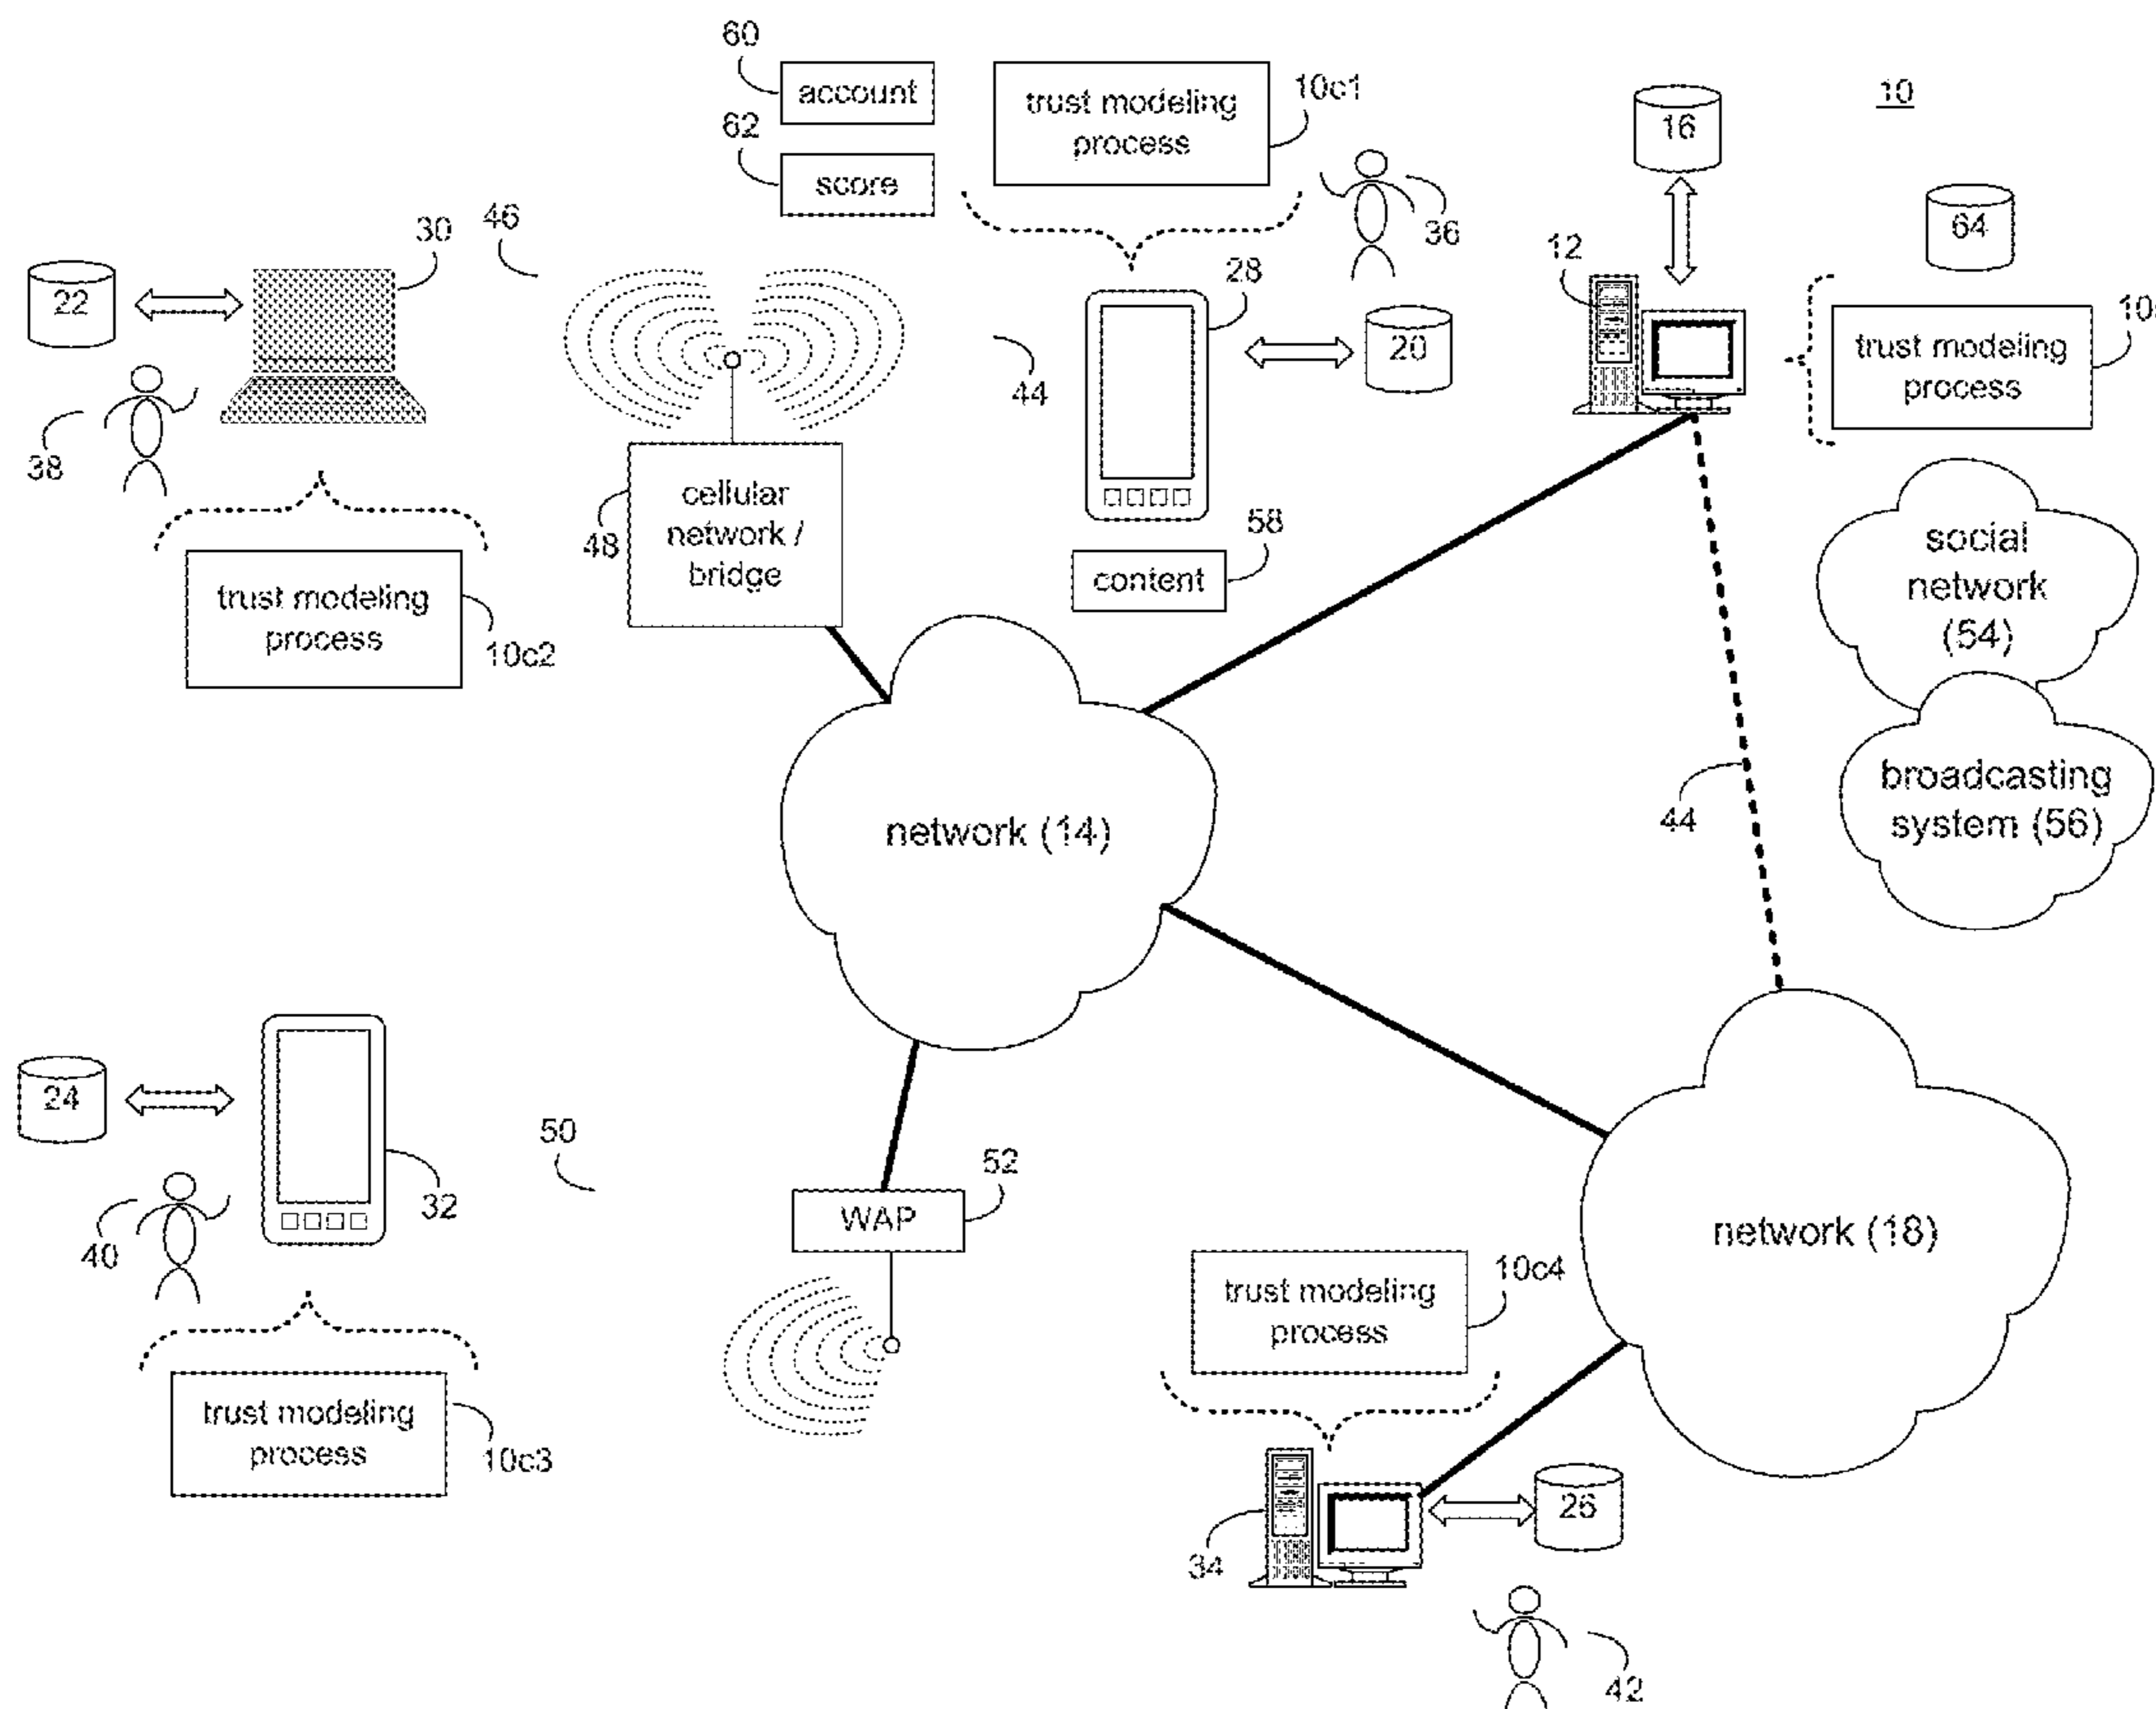 60
account
62
score
trust modeling
process
10c1
36
16
10
64
12
trust modeling
process
46
30
22
38
trust modeling
process
10c2
48
cellular
network /
bridge
44
28
20
58
content
social
network
(54)
broadcasting
system (56)
44
network (14)
24
32
40
50
52
WAP
trust modeling
process
10c3
trust modeling
process
10c4
network (18)
34
26
42